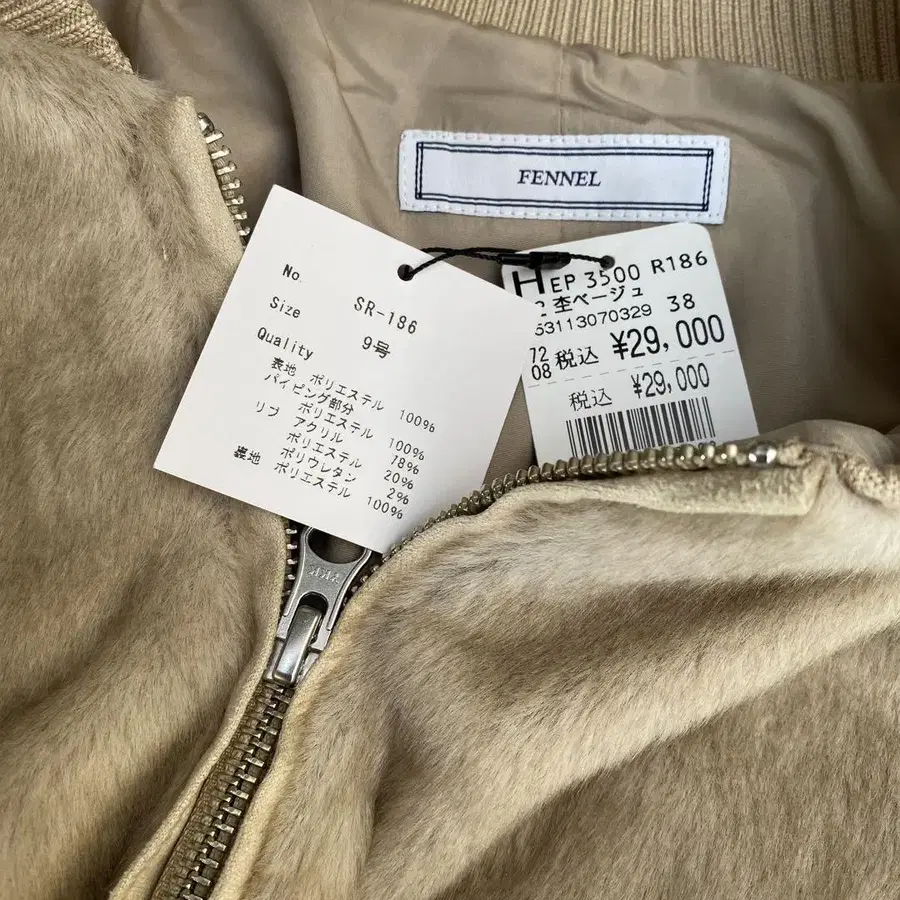 FENNEL
No. SR-186
Size 9号
Quality
表地 ポリエステル 100%
パイピング部分
ポリエステル 100%
リブ アクリル 78%
ポリエステル 20%
ポリウレタン 2%
裏地 ポリエステル 100%
HEP 3500 R186
2 杢ベージュ
53113070329 38
72
08 税込 ¥29,000
税込 ¥29,000